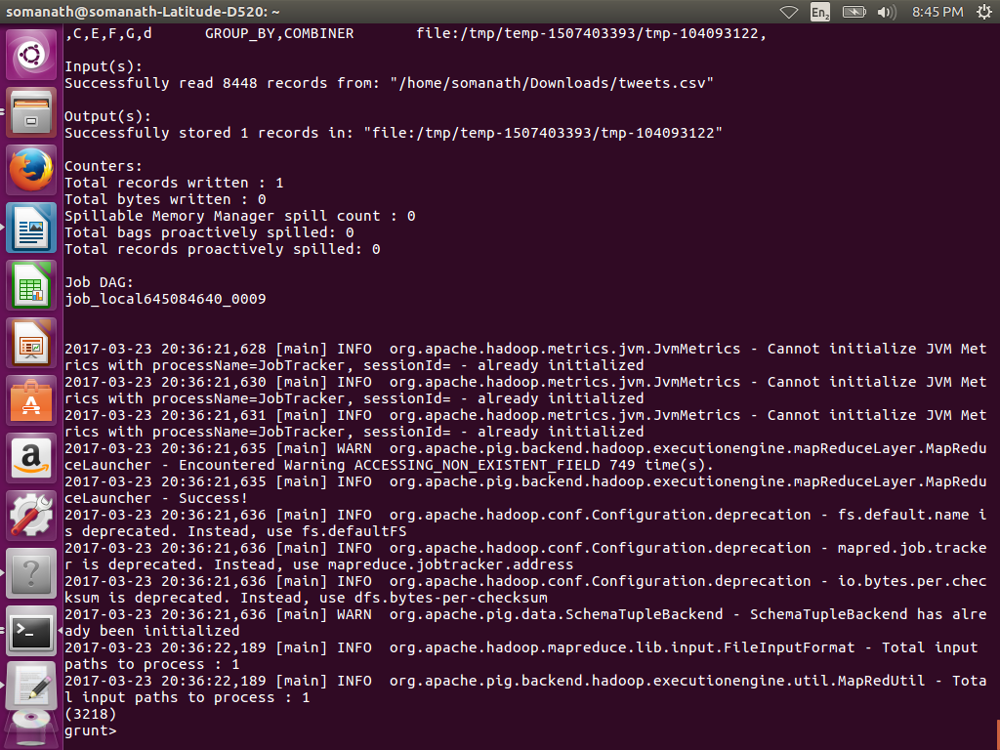 somanath@somanath-Latitude-D520: ~
En2
8:45 PM
,C,E,F,G,d      GROUP_BY,COMBINER       file:/tmp/temp-1507403393/tmp-104093122,
Input(s):
Successfully read 8448 records from: "/home/somanath/Downloads/tweets.csv"
Output(s):
Successfully stored 1 records in: "file:/tmp/temp-1507403393/tmp-104093122"
Counters:
Total records written : 1
Total bytes written : 0
Spillable Memory Manager spill count : 0
Total bags proactively spilled: 0
Total records proactively spilled: 0
Job DAG:
job_local645084640_0009
2017-03-23 20:36:21,628 [main] INFO  org.apache.hadoop.metrics.jvm.JvmMetrics - Cannot initialize JVM Met
rics with processName=JobTracker, sessionId= - already initialized
2017-03-23 20:36:21,630 [main] INFO  org.apache.hadoop.metrics.jvm.JvmMetrics - Cannot initialize JVM Met
rics with processName=JobTracker, sessionId= - already initialized
2017-03-23 20:36:21,631 [main] INFO  org.apache.hadoop.metrics.jvm.JvmMetrics - Cannot initialize JVM Met
rics with processName=JobTracker, sessionId= - already initialized
2017-03-23 20:36:21,635 [main] WARN  org.apache.pig.backend.hadoop.executionengine.mapReduceLayer.MapRedu
ceLauncher - Encountered Warning ACCESSING_NON_EXISTENT_FIELD 749 time(s).
2017-03-23 20:36:21,635 [main] INFO  org.apache.pig.backend.hadoop.executionengine.mapReduceLayer.MapRedu
ceLauncher - Success!
2017-03-23 20:36:21,636 [main] INFO  org.apache.hadoop.conf.Configuration.deprecation - fs.default.name i
s deprecated. Instead, use fs.defaultFS
2017-03-23 20:36:21,636 [main] INFO  org.apache.hadoop.conf.Configuration.deprecation - mapred.job.tracke
r is deprecated. Instead, use mapreduce.jobtracker.address
2017-03-23 20:36:21,636 [main] INFO  org.apache.hadoop.conf.Configuration.deprecation - io.bytes.per.chec
ksum is deprecated. Instead, use dfs.bytes-per-checksum
2017-03-23 20:36:21,636 [main] WARN  org.apache.pig.data.SchemaTupleBackend - SchemaTupleBackend has alre
ady been initialized
2017-03-23 20:36:22,189 [main] INFO  org.apache.hadoop.mapreduce.lib.input.FileInputFormat - Total input
paths to process : 1
2017-03-23 20:36:22,189 [main] INFO  org.apache.pig.backend.hadoop.executionengine.util.MapRedUtil - Tota
l input paths to process : 1
(3218)
grunt>